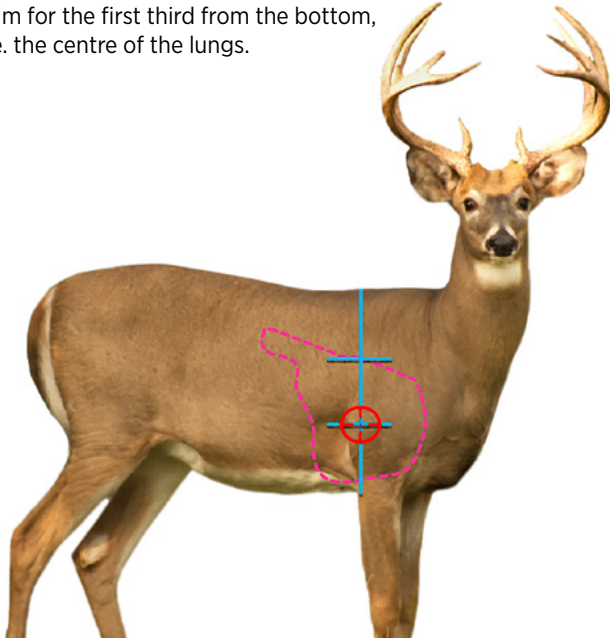 m for the first third from the bottom,
. the centre of the lungs.